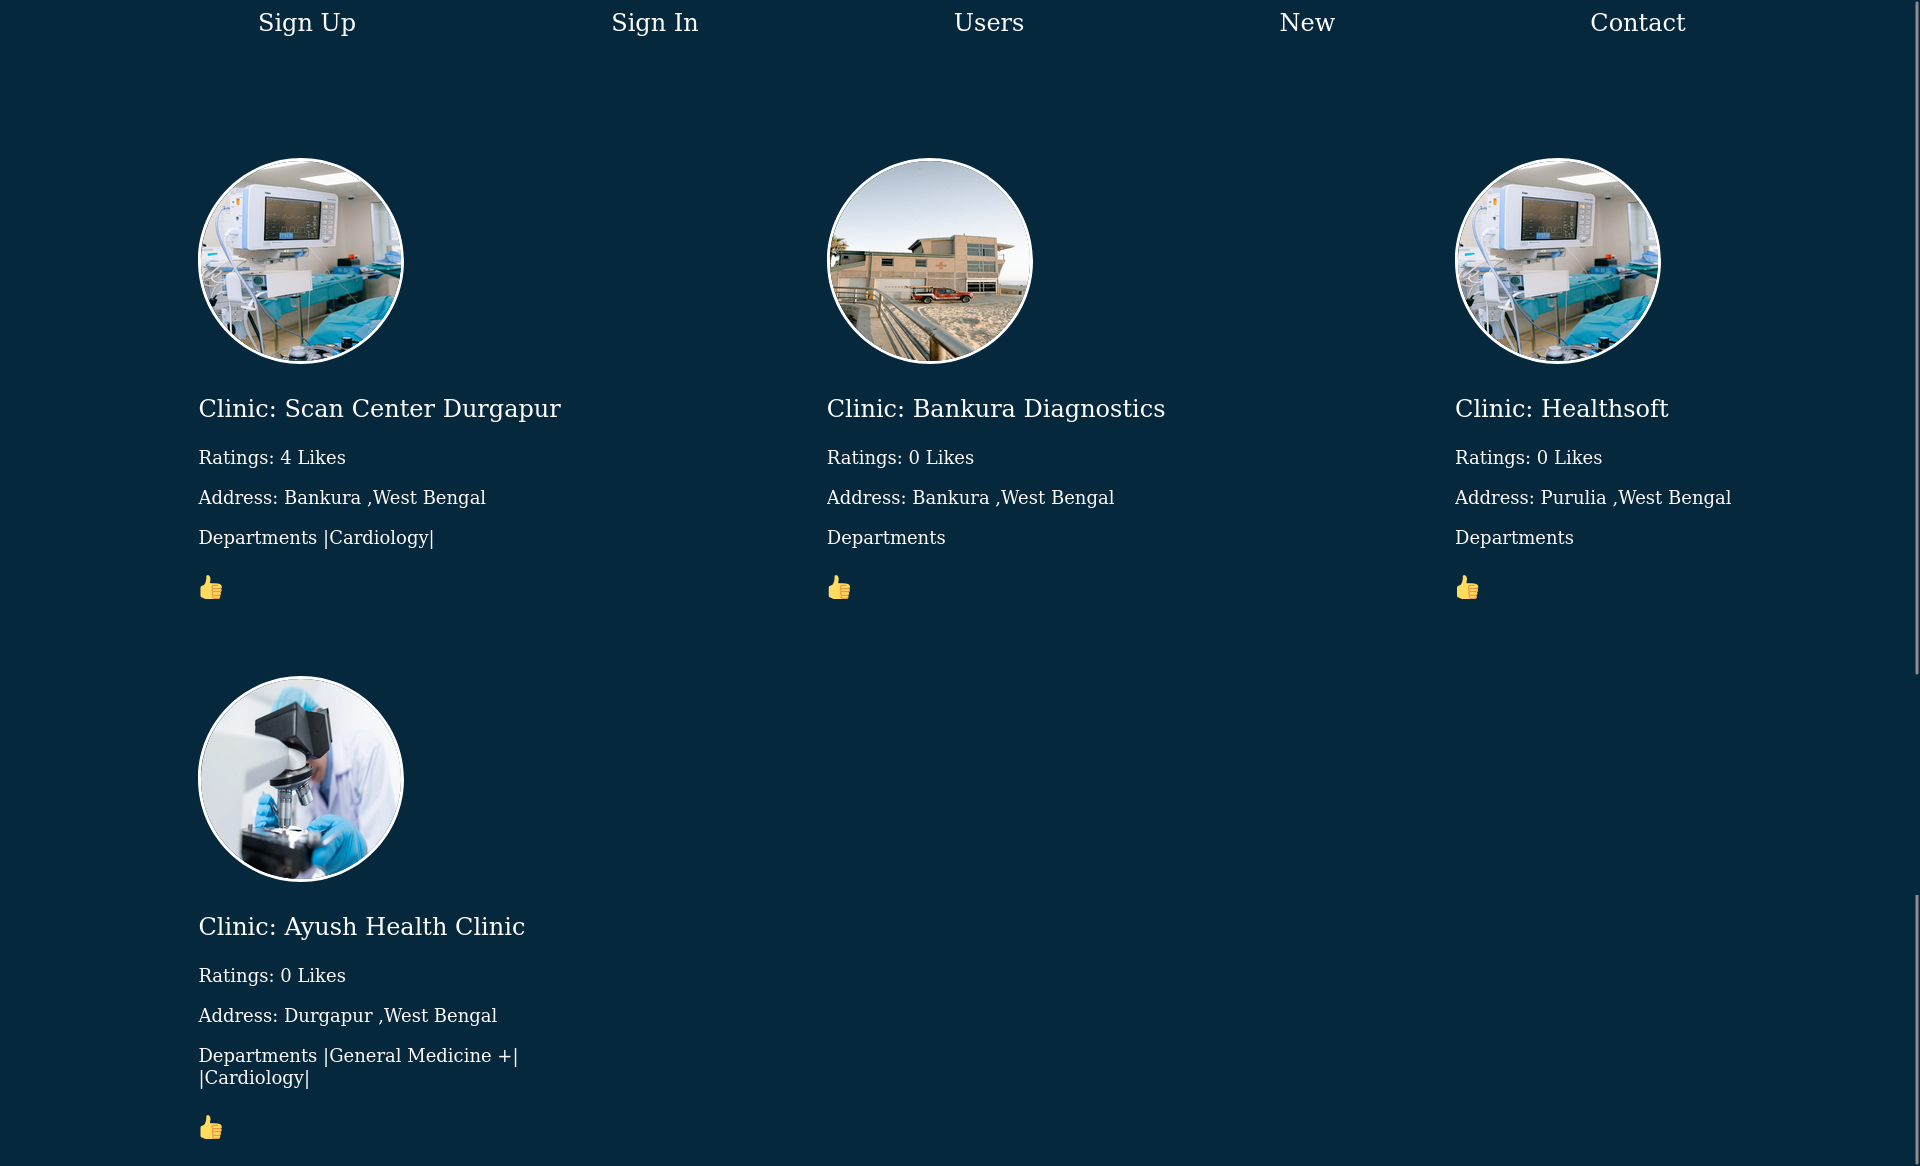 Sign Up
Sign In
Users
New
Contact
Clinic: Scan Center Durgapur
Ratings: 4 Likes
Address: Bankura ,West Bengal
Departments |Cardiology|
Clinic: Bankura Diagnostics
Ratings: 0 Likes
Address: Bankura ,West Bengal
Departments
Clinic: Healthsoft
Ratings: 0 Likes
Address: Purulia ,West Bengal
Departments
Clinic: Ayush Health Clinic
Ratings: 0 Likes
Address: Durgapur ,West Bengal
Departments |General Medicine +|
|Cardiology|